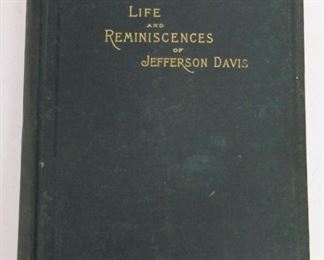 LIFE
AND
REMINISCENCES
OF
JEFFERSON DAVIS